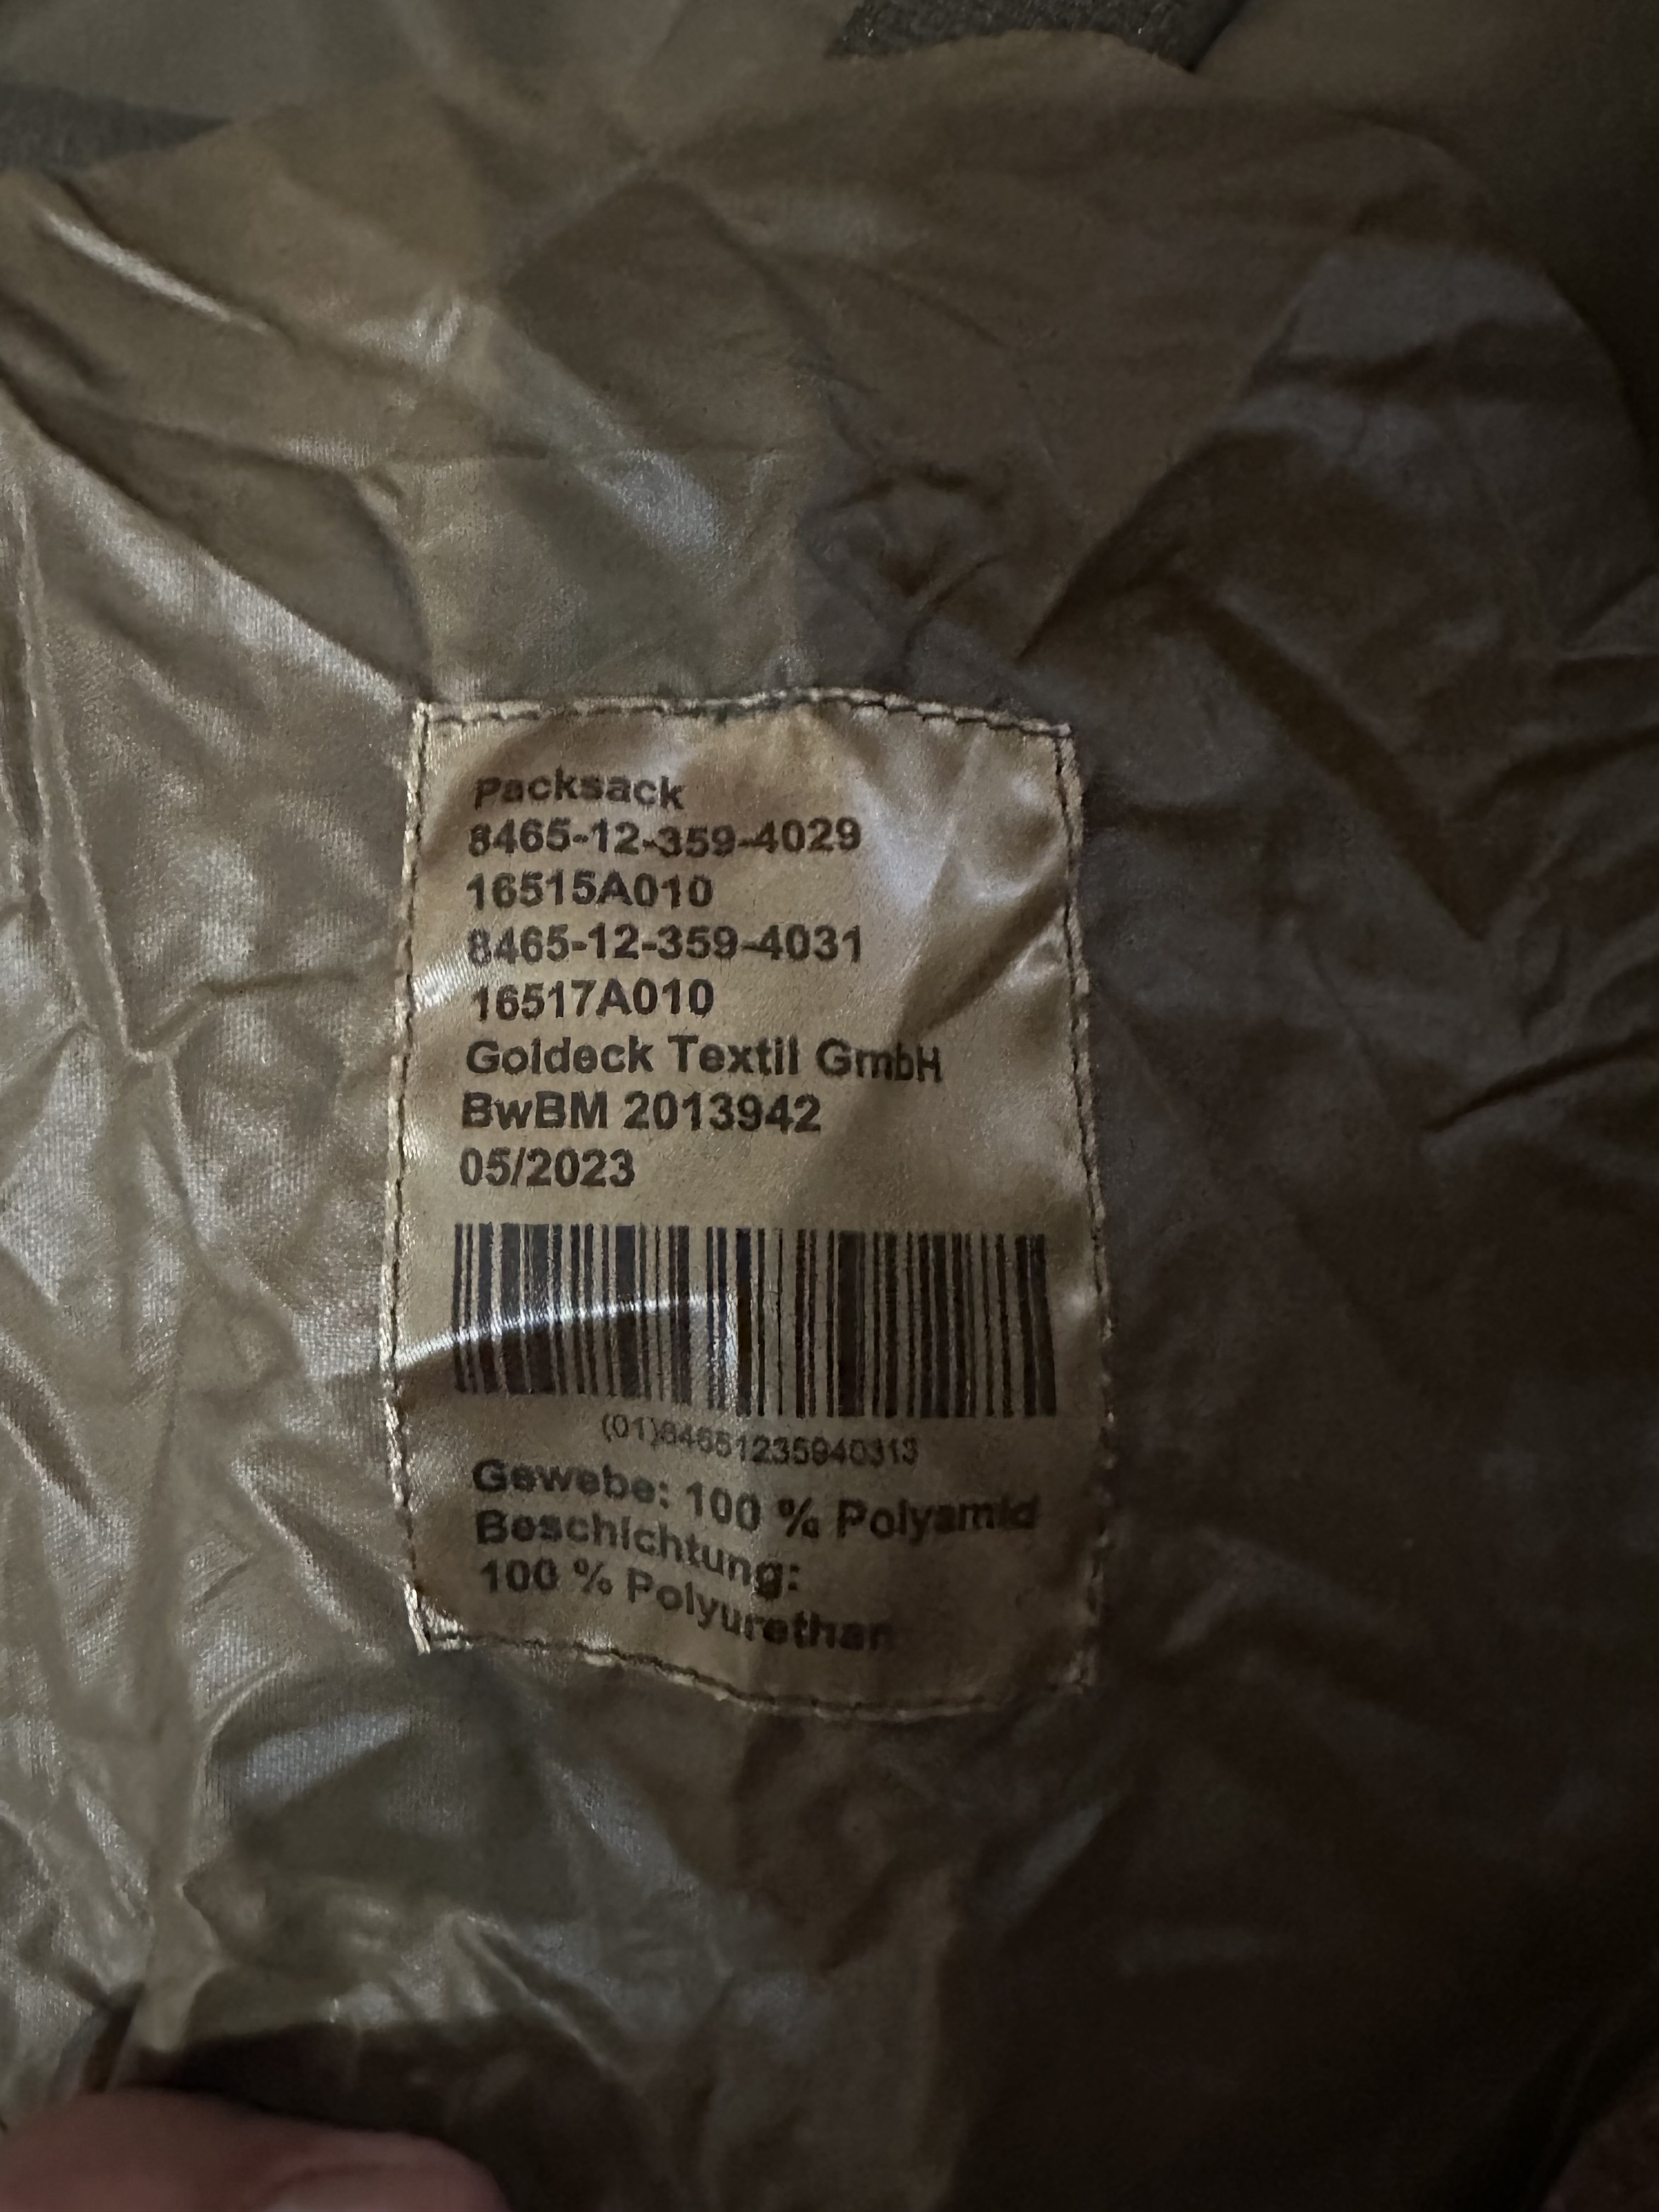 Packsack
8465-12-359-4029
16515A010
8465-12-359-4031
16517A010
Goldeck Textil GmbH
BwBM 2013942
05/2023
(01)84651235940313
Gewebe: 100 % Polyamid
Beschichtung:
100 % Polyurethan